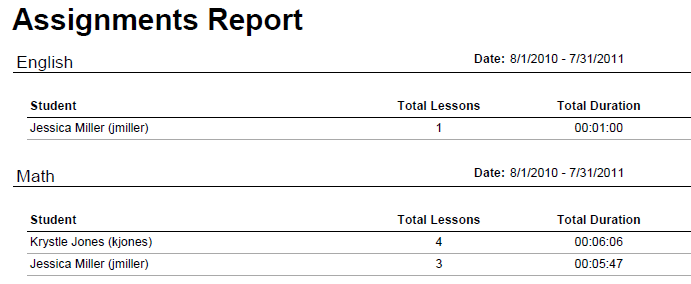 Assignments Report
English Date: 8/1/2010 - 7/31/2011
Student Total Lessons Total Duration
Jessica Miller (jmiller) 1 00:01:00
Math Date: 8/1/2010 - 7/31/2011
Student Total Lessons Total Duration
Krystle Jones (kjones) 4 00:06:06
Jessica Miller (jmiller) 3 00:05:47